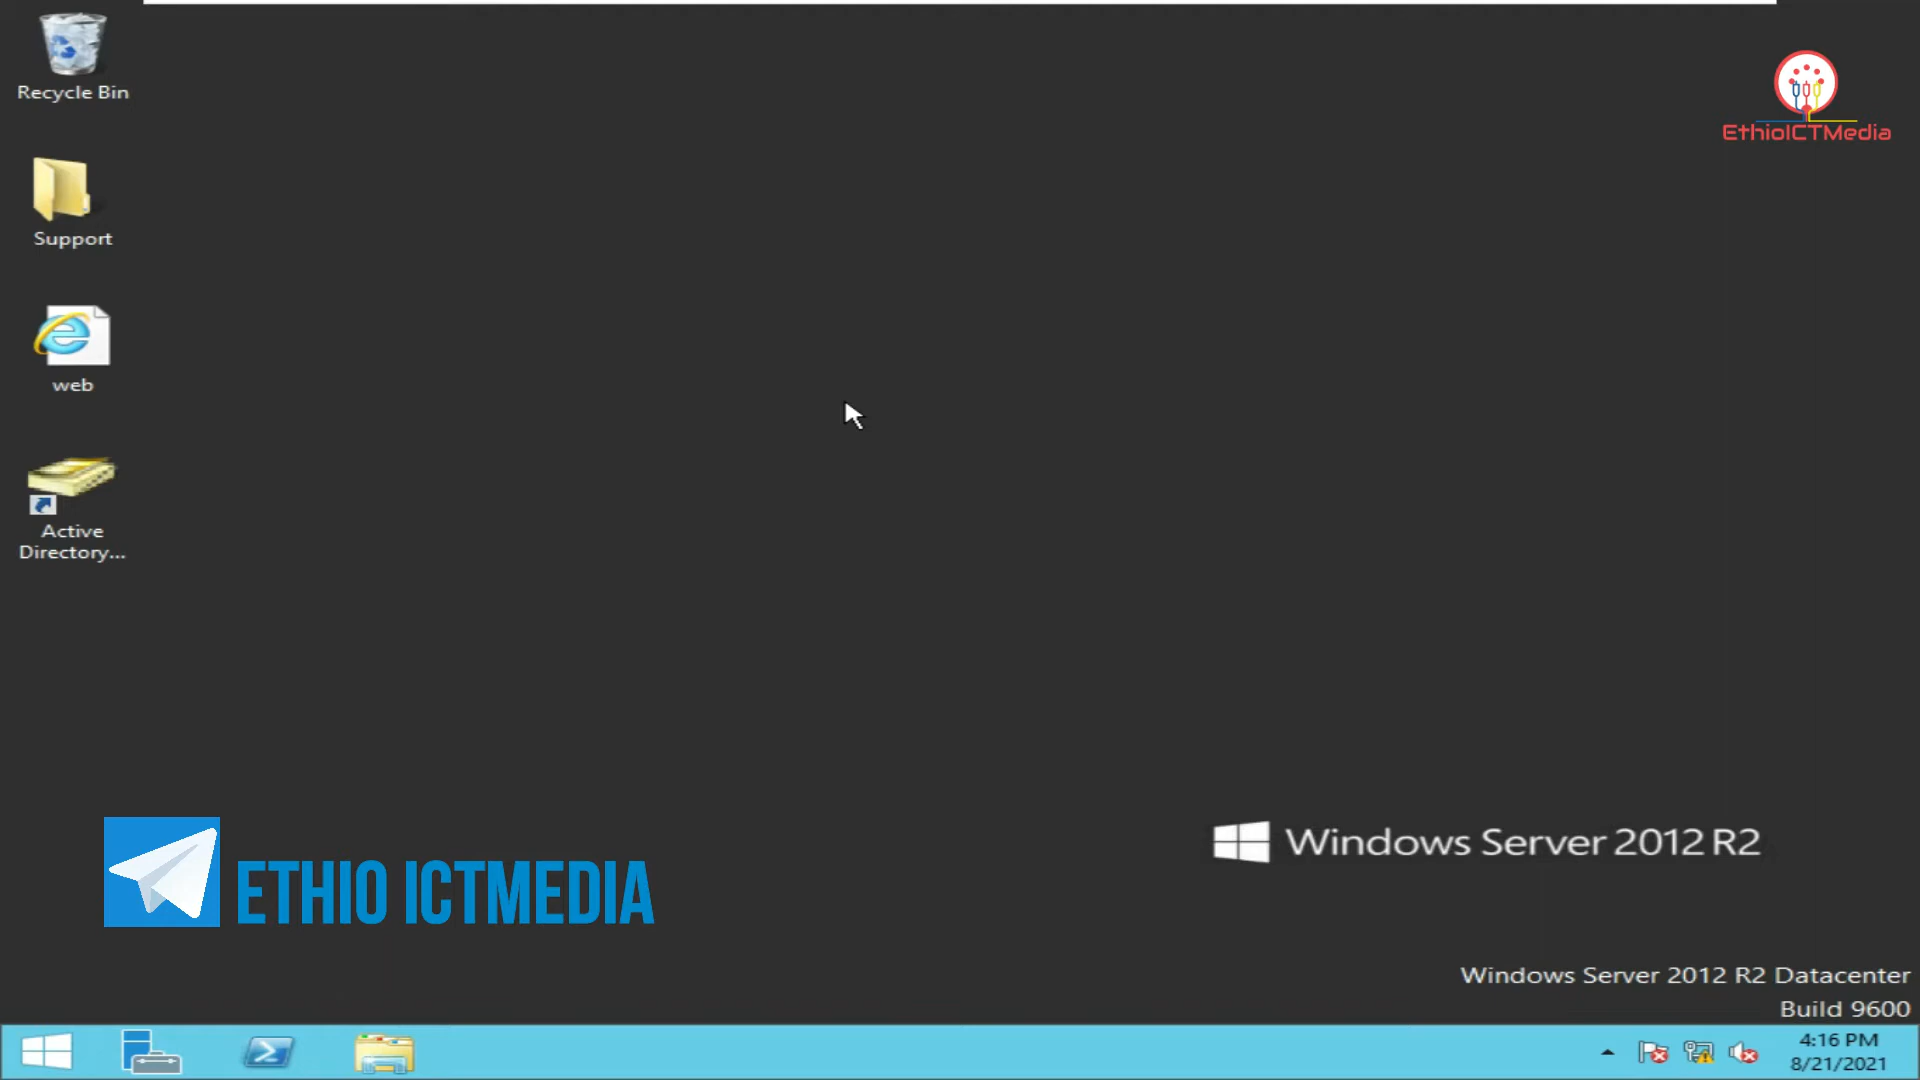 Recycle Bin
EthioICTMedia
Support
web
Active
Directory...
Windows Server 2012 R2
ETHIO ICTMEDIA
Windows Server 2012 R2 Datacenter
Build 9600
4:16 PM
8/21/2021